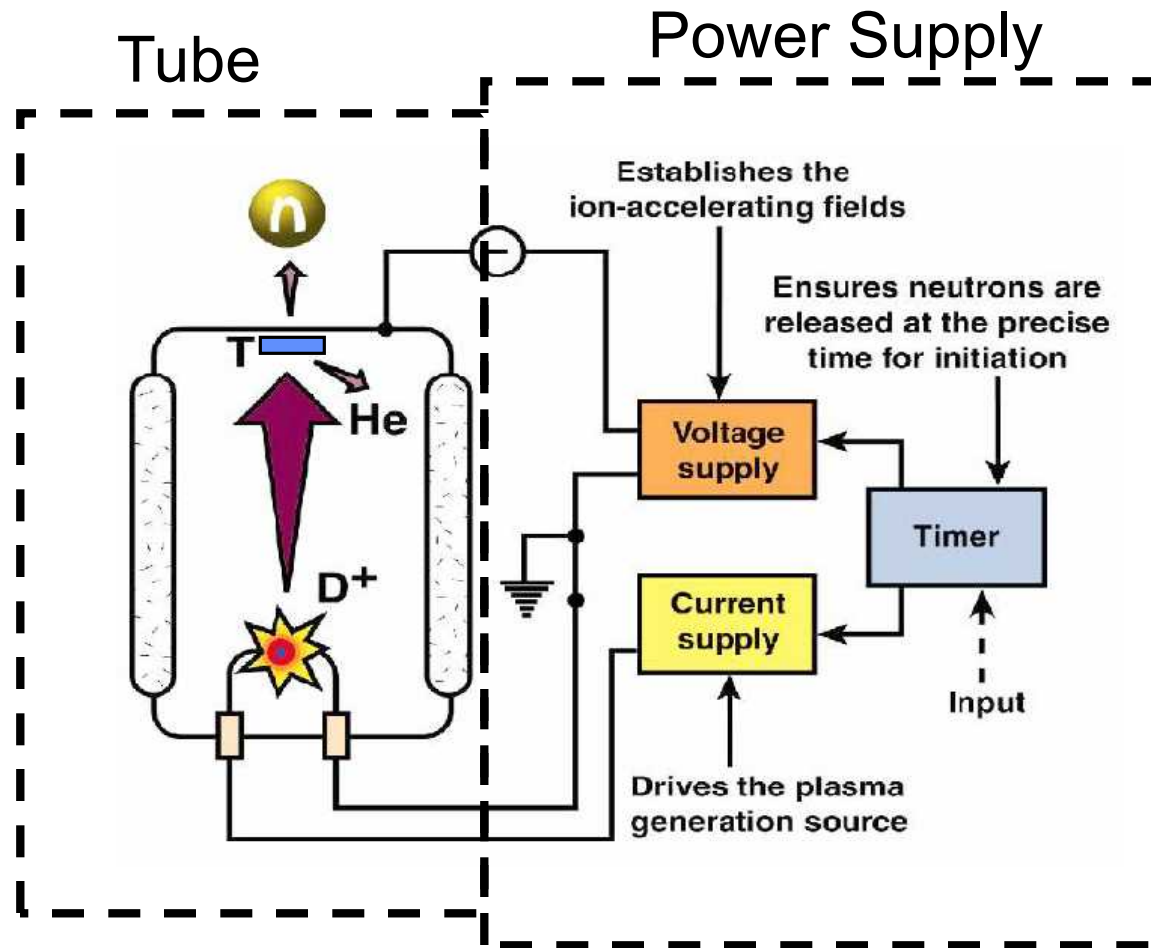 Tube
Power Supply
Establishes the
ion-accelerating fields
Ensures neutrons are
released at the precise
time for initiation
n
T
He
D⁺
Voltage
supply
Timer
Current
supply
Input
Drives the plasma
generation source